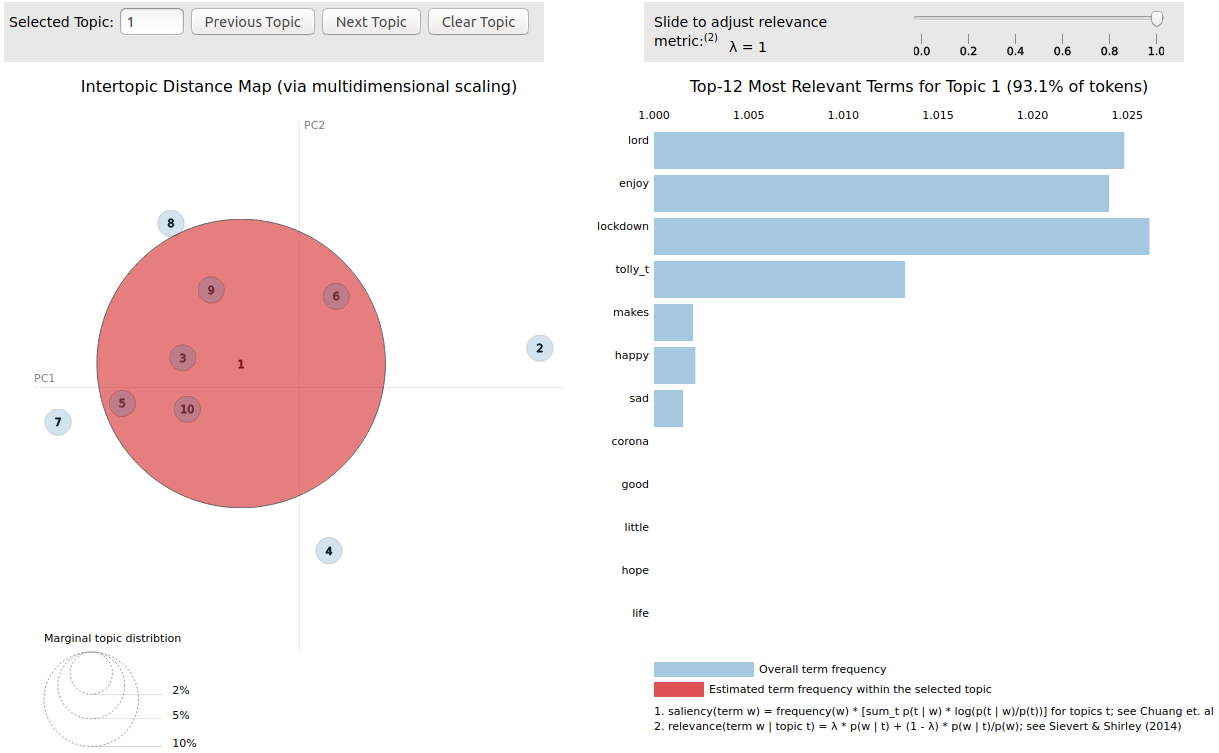 Selected Topic: 1 Previous Topic Next Topic Clear Topic
Slide to adjust relevance
metric:(2) λ = 1
0.0 0.2 0.4 0.6 0.8 1.0
Intertopic Distance Map (via multidimensional scaling)
PC2
PC1
8
9
6
2
3
1
5
10
7
4
Marginal topic distribtion
2%
5%
10%
Top-12 Most Relevant Terms for Topic 1 (93.1% of tokens)
1.000 1.005 1.010 1.015 1.020 1.025
lord
enjoy
lockdown
tolly_t
makes
happy
sad
corona
good
little
hope
life
Overall term frequency
Estimated term frequency within the selected topic
1. saliency(term w) = frequency(w) * [sum_t p(t | w) * log(p(t | w)/p(t))] for topics t; see Chuang et. al
2. relevance(term w | topic t) = λ * p(w | t) + (1 - λ) * p(w | t)/p(w); see Sievert & Shirley (2014)